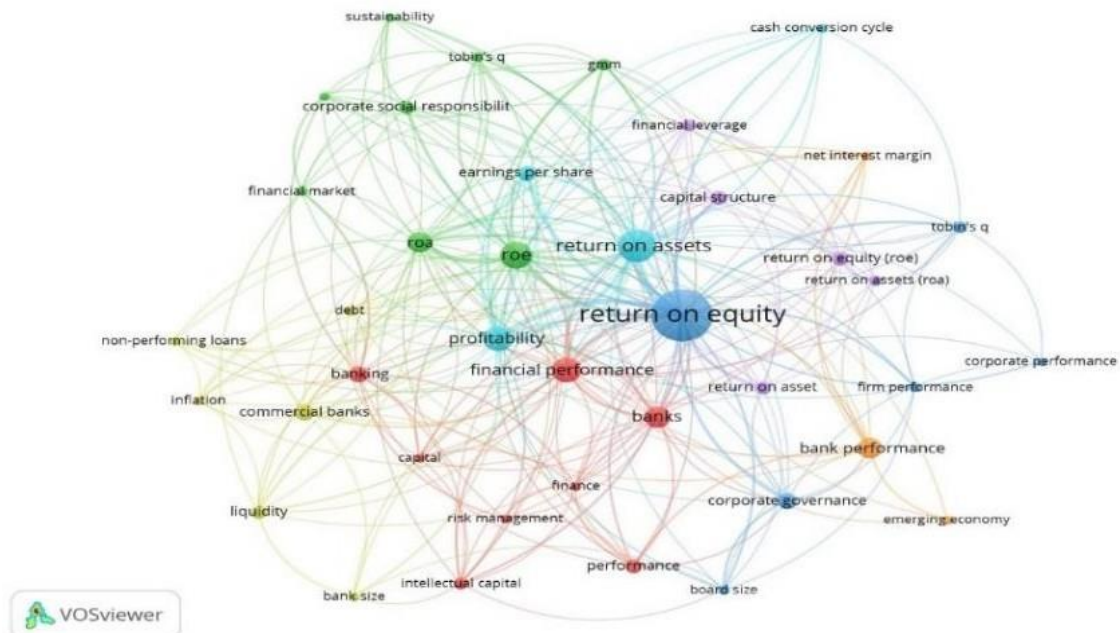 sustainability
cash conversion cycle
tobin's q
gmm
corporate social responsibilit
financial leverage
net interest margin
earnings per share
financial market
capital structure
tobin's q
roa
roe
return on assets
return on equity (roe)
return on assets (roa)
debt
return on equity
non-performing loans
profitability
corporate performance
banking
financial performance
return on asset
firm performance
inflation
commercial banks
banks
bank performance
capital
finance
corporate governance
liquidity
risk management
emerging economy
performance
intellectual capital
board size
bank size
VOSviewer